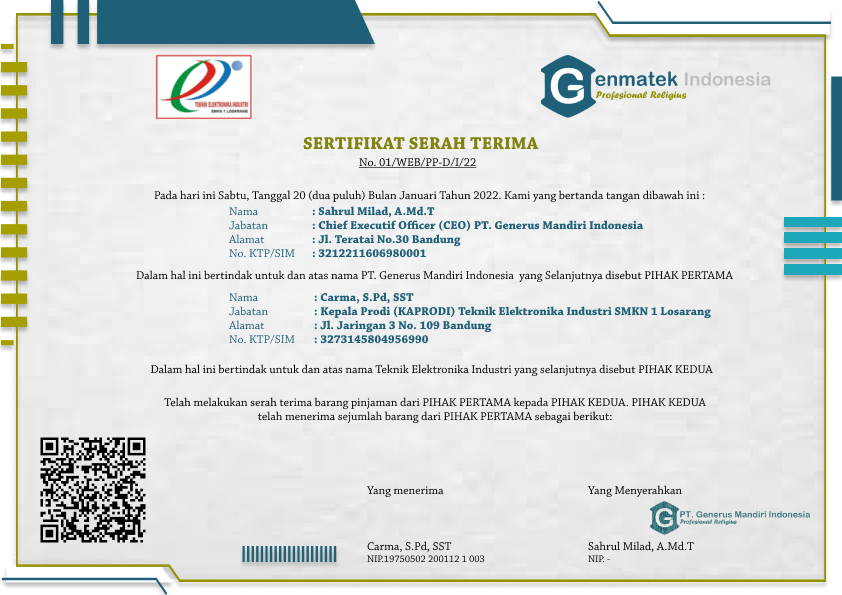 TEKNIK ELEKTRONIKA INDUSTRI
SMKN 1 LOSARANG
Genmatek Indonesia
Profesional Religius
SERTIFIKAT SERAH TERIMA
No. 01/WEB/PP-D/I/22
Pada hari ini Sabtu, Tanggal 20 (dua puluh) Bulan Januari Tahun 2022. Kami yang bertanda tangan dibawah ini :
Nama : Sahrul Milad, A.Md.T
Jabatan : Chief Executif Officer (CEO) PT. Generus Mandiri Indonesia
Alamat : Jl. Teratai No.30 Bandung
No. KTP/SIM : 3212211606980001
Dalam hal ini bertindak untuk dan atas nama PT. Generus Mandiri Indonesia yang Selanjutnya disebut PIHAK PERTAMA
Nama : Carma, S.Pd, SST
Jabatan : Kepala Prodi (KAPRODI) Teknik Elektronika Industri SMKN 1 Losarang
Alamat : Jl. Jaringan 3 No. 109 Bandung
No. KTP/SIM : 3273145804956990
Dalam hal ini bertindak untuk dan atas nama Teknik Elektronika Industri yang selanjutnya disebut PIHAK KEDUA
Telah melakukan serah terima barang pinjaman dari PIHAK PERTAMA kepada PIHAK KEDUA. PIHAK KEDUA
telah menerima sejumlah barang dari PIHAK PERTAMA sebagai berikut:
Yang menerima
Yang Menyerahkan
G PT. Generus Mandiri Indonesia
Profesional Religius
Carma, S.Pd, SST
NIP.19750502 200112 1 003
Sahrul Milad, A.Md.T
NIP. -